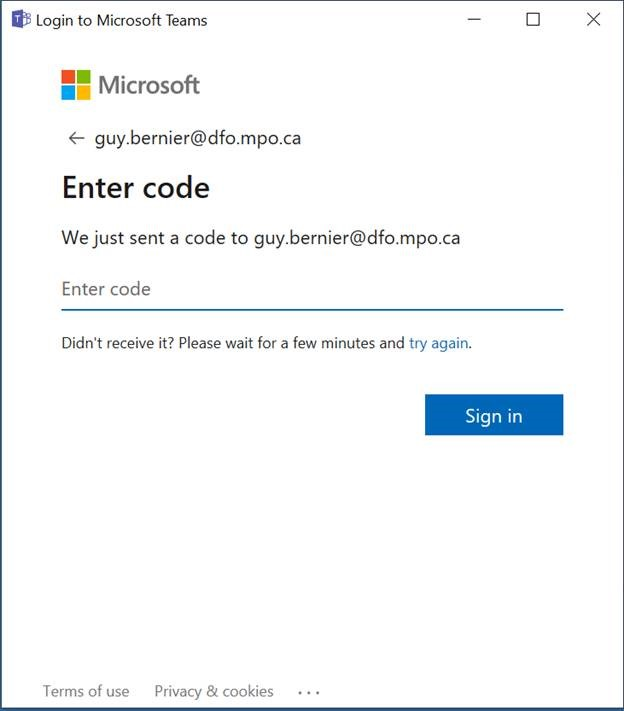 Login to Microsoft Teams
Microsoft
← guy.bernier@dfo.mpo.ca
Enter code
We just sent a code to guy.bernier@dfo.mpo.ca
Enter code
Didn't receive it? Please wait for a few minutes and try again.
Sign in
Terms of use Privacy & cookies ...